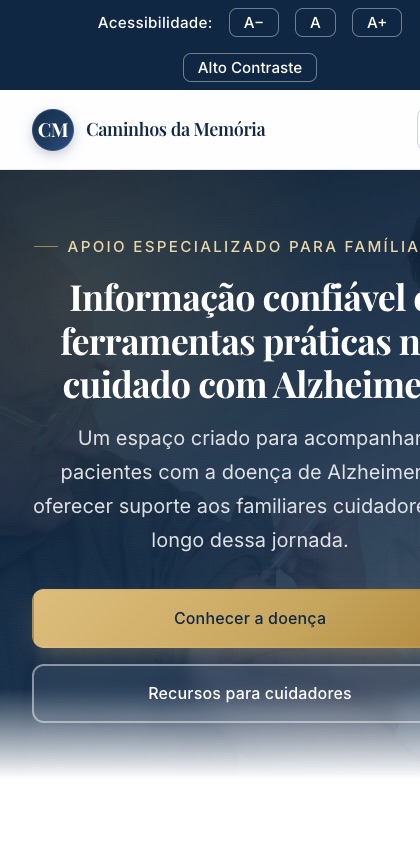 Acessibilidade: A− A A+
Alto Contraste
CM Caminhos da Memória
APOIO ESPECIALIZADO PARA FAMÍLIA
Informação confiável e
ferramentas práticas n
cuidado com Alzheime
Um espaço criado para acompanhar
pacientes com a doença de Alzheimer
oferecer suporte aos familiares cuidadore
longo dessa jornada.
Conhecer a doença
Recursos para cuidadores